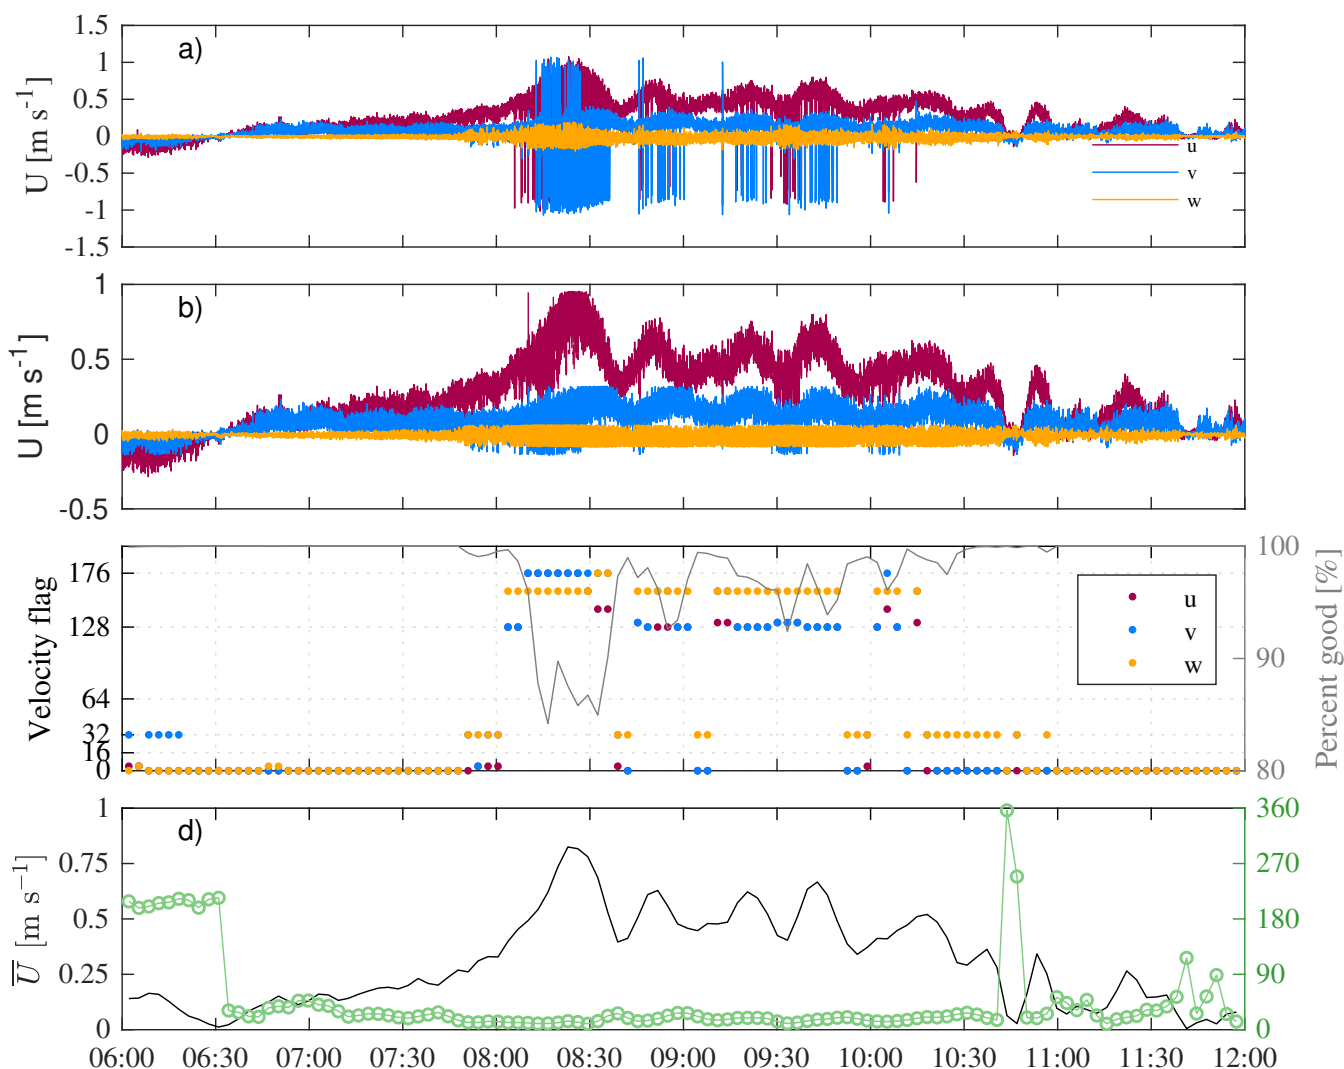 a)
U [m s-1]
1.5
1
0.5
0
-0.5
-1
-1.5
u
v
w
b)
U [m s-1]
1
0.5
0
-0.5
Velocity flag
176
128
64
32
16
0
u
v
w
100
90
80
Percent good [%]
d)
U [m s−1]
1
0.75
0.5
0.25
0
360
270
180
90
0
06:00 06:30 07:00 07:30 08:00 08:30 09:00 09:30 10:00 10:30 11:00 11:30 12:00